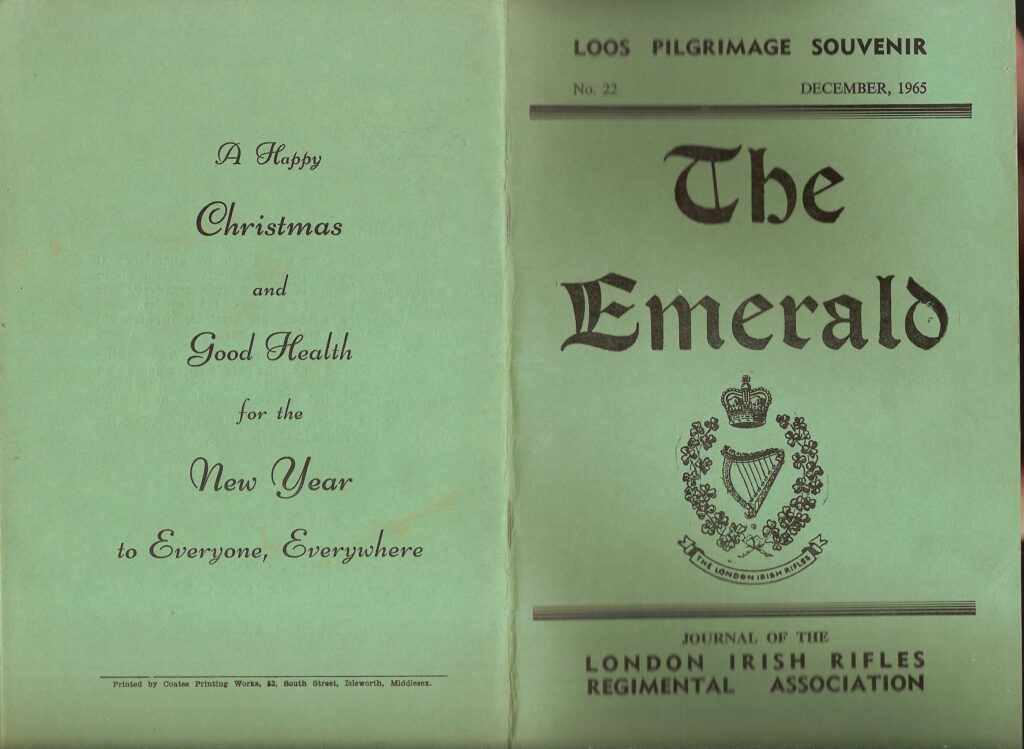 A Happy
Christmas
and
Good Health
for the
New Year
to Everyone, Everywhere
Printed by Coates Printing Works, 53, South Street, Isleworth, Middlesex.
LOOS PILGRIMAGE SOUVENIR
No. 22 DECEMBER, 1965
The
Emerald
THE LONDON IRISH RIFLES
JOURNAL OF THE
LONDON IRISH RIFLES
REGIMENTAL ASSOCIATION